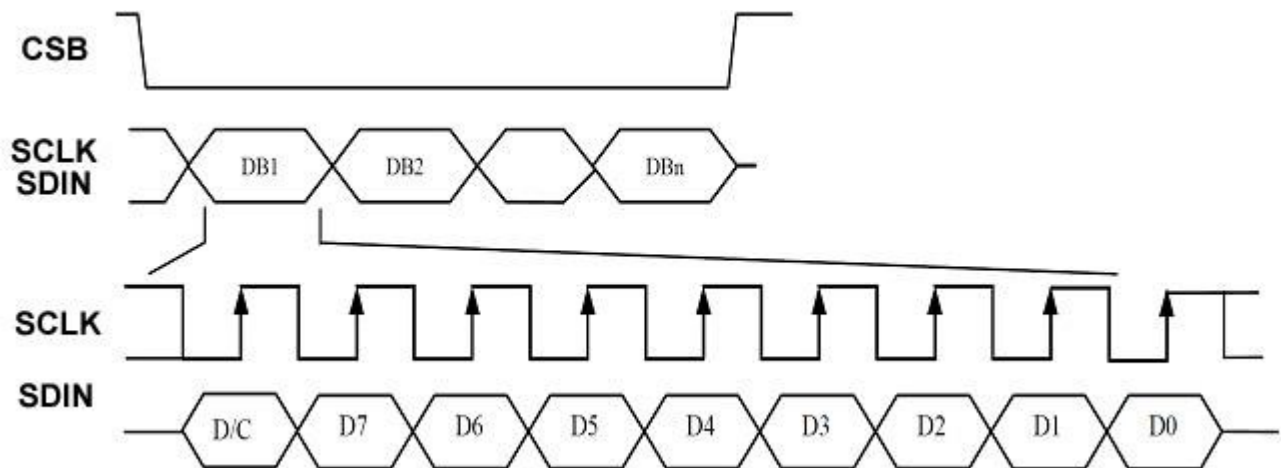 CSB
SCLK
SDIN
DB1 DB2 DBn
SCLK
SDIN
D/C D7 D6 D5 D4 D3 D2 D1 D0